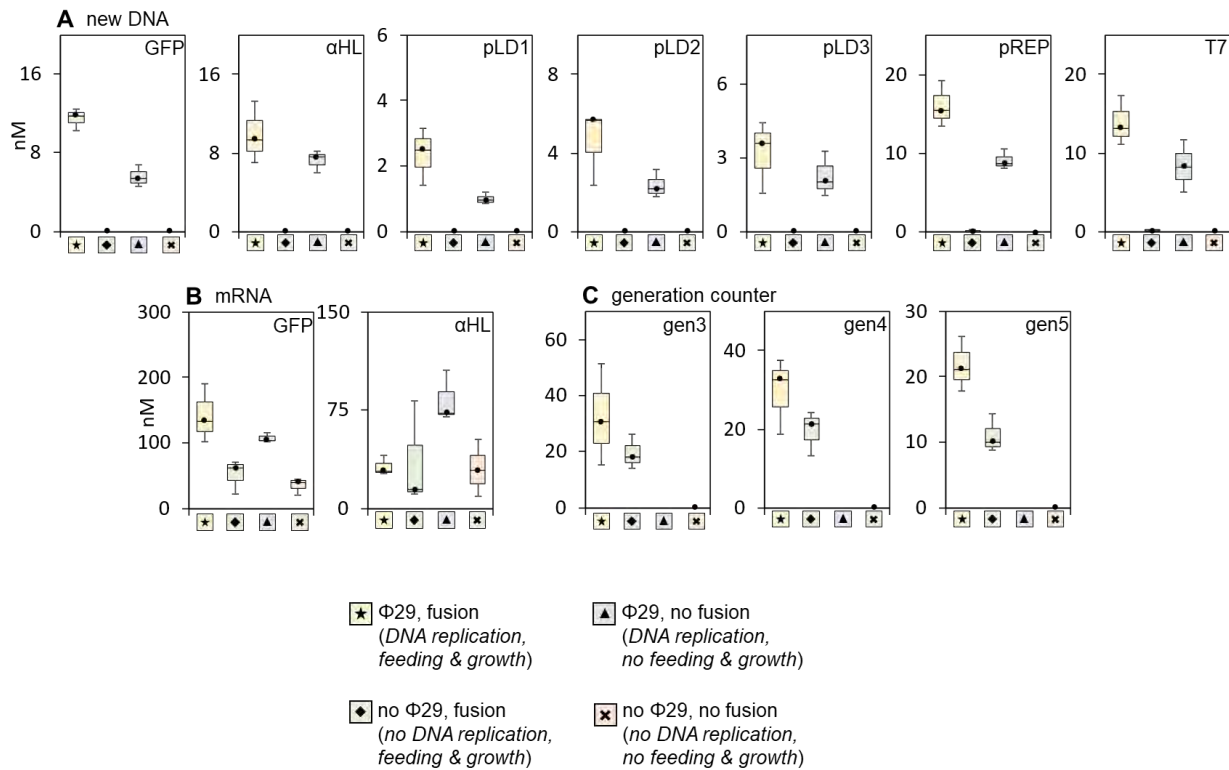 A new DNA
GFP
αHL
pLD1
pLD2
pLD3
pREP
T7
nM
16
8
0
16
8
0
6
4
2
0
8
4
0
6
3
0
20
10
0
20
10
0
B mRNA
GFP
αHL
nM
300
200
100
0
150
75
0
C generation counter
gen3
gen4
gen5
60
40
20
0
40
20
0
30
20
10
0
Φ29, fusion
(DNA replication,
feeding & growth)
Φ29, no fusion
(DNA replication,
no feeding & growth)
no Φ29, fusion
(no DNA replication,
feeding & growth)
no Φ29, no fusion
(no DNA replication,
no feeding & growth)